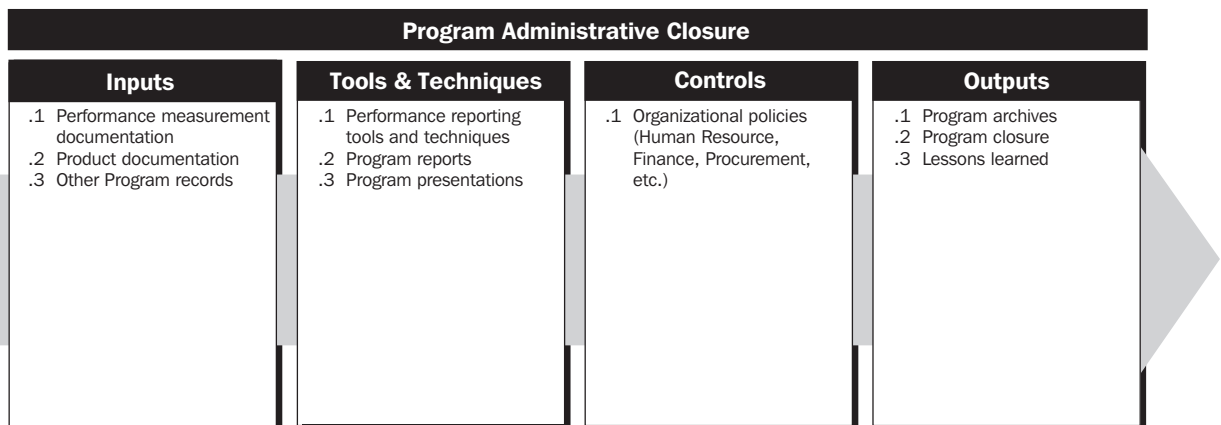 Program Administrative Closure
Inputs
.1 Performance measurement
documentation
.2 Product documentation
.3 Other Program records
Tools & Techniques
.1 Performance reporting
tools and techniques
.2 Program reports
.3 Program presentations
Controls
.1 Organizational policies
(Human Resource,
Finance, Procurement,
etc.)
Outputs
.1 Program archives
.2 Program closure
.3 Lessons learned